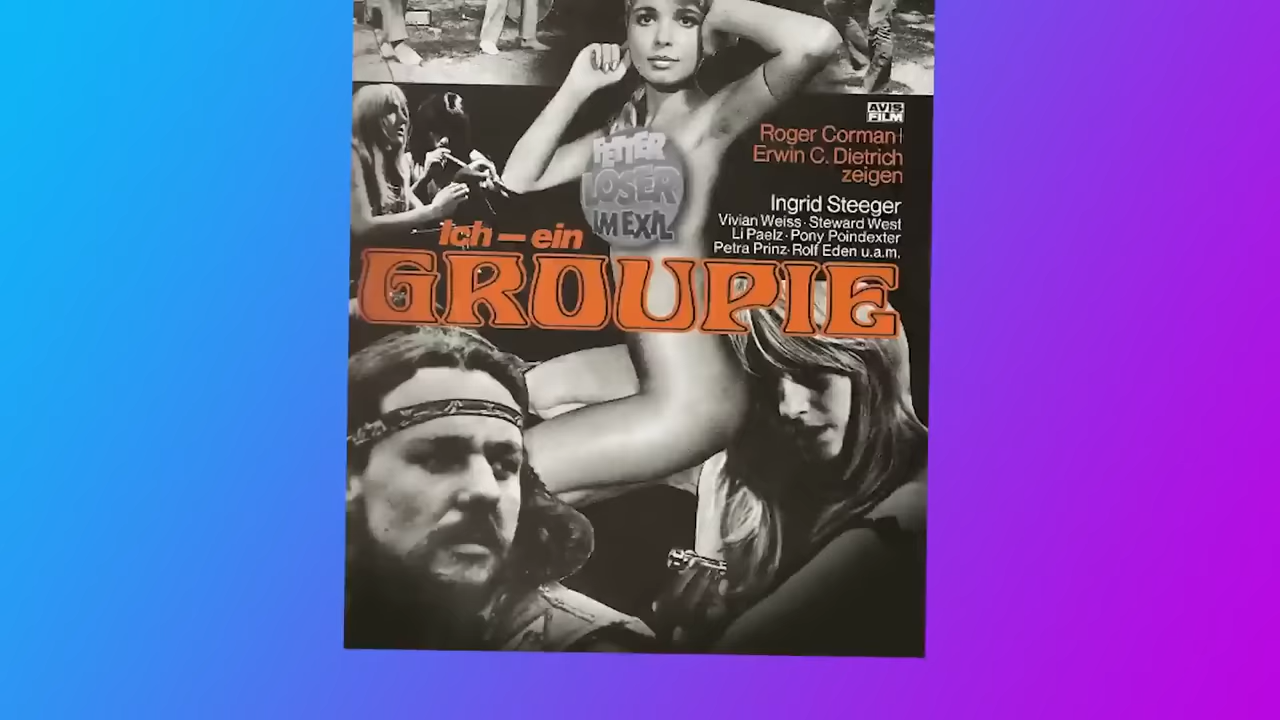 AVIS
FILM
Roger Corman+
Erwin C. Dietrich
zeigen
Ingrid Steeger
Vivian Weiss · Steward West
Li Paelz · Pony Poindexter
Petra Prinz · Rolf Eden u.a.m.
FETTER
LOSER
IM EXIL
Ich – ein
GROUPIE